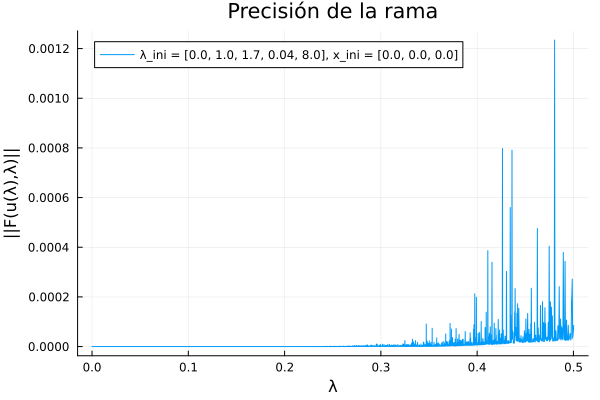 Precisión de la rama
||F(u(λ),λ)||
0.0012
0.0010
0.0008
0.0006
0.0004
0.0002
0.0000
λ_ini = [0.0, 1.0, 1.7, 0.04, 8.0], x_ini = [0.0, 0.0, 0.0]
0.0 0.1 0.2 0.3 0.4 0.5
λ